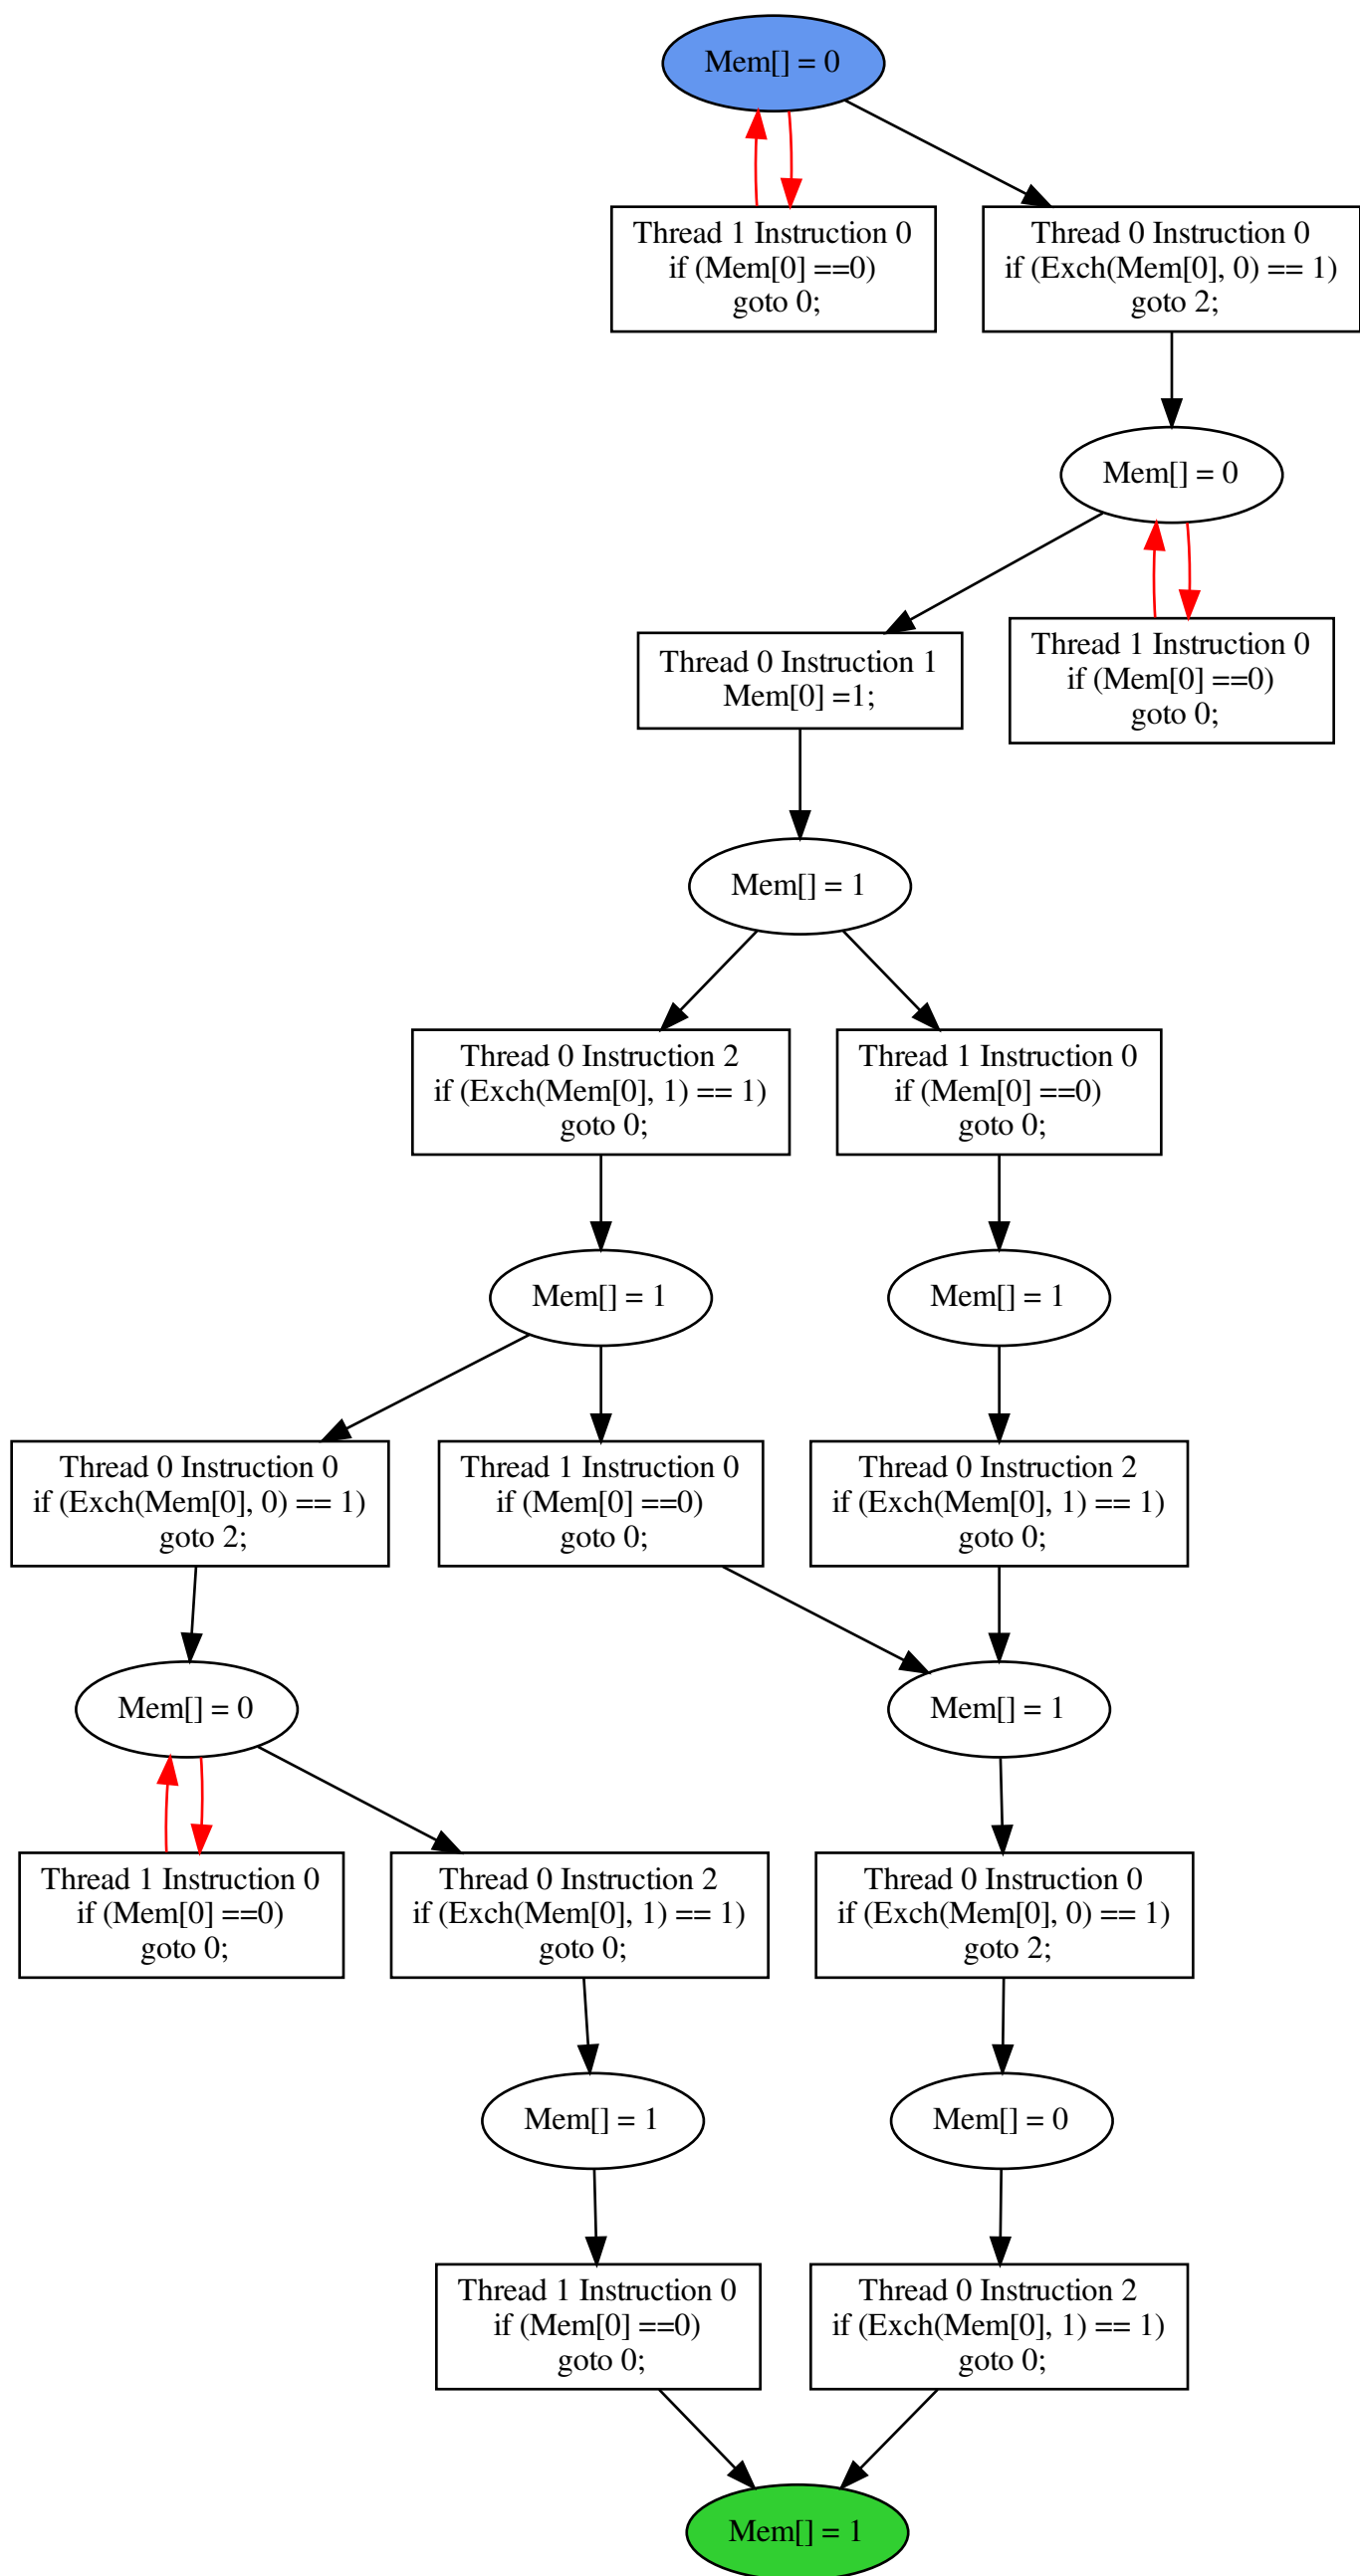 Mem[] = 0
Thread 1 Instruction 0
if (Mem[0] ==0)
goto 0;
Thread 0 Instruction 0
if (Exch(Mem[0], 0) == 1)
goto 2;
Mem[] = 0
Thread 0 Instruction 1
Mem[0] =1;
Thread 1 Instruction 0
if (Mem[0] ==0)
goto 0;
Mem[] = 1
Thread 0 Instruction 2
if (Exch(Mem[0], 1) == 1)
goto 0;
Thread 1 Instruction 0
if (Mem[0] ==0)
goto 0;
Mem[] = 1
Mem[] = 1
Thread 0 Instruction 0
if (Exch(Mem[0], 0) == 1)
goto 2;
Thread 1 Instruction 0
if (Mem[0] ==0)
goto 0;
Thread 0 Instruction 2
if (Exch(Mem[0], 1) == 1)
goto 0;
Mem[] = 0
Mem[] = 1
Thread 1 Instruction 0
if (Mem[0] ==0)
goto 0;
Thread 0 Instruction 2
if (Exch(Mem[0], 1) == 1)
goto 0;
Thread 0 Instruction 0
if (Exch(Mem[0], 0) == 1)
goto 2;
Mem[] = 1
Mem[] = 0
Thread 1 Instruction 0
if (Mem[0] ==0)
goto 0;
Thread 0 Instruction 2
if (Exch(Mem[0], 1) == 1)
goto 0;
Mem[] = 1